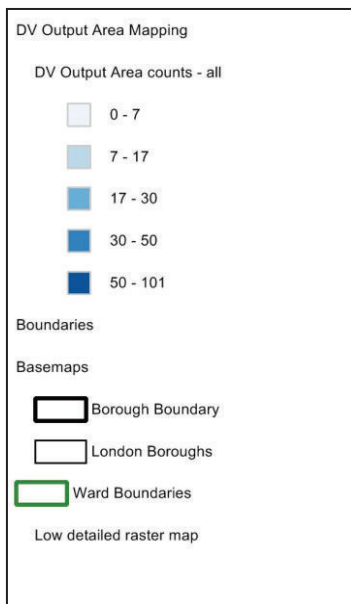 DV Output Area Mapping
DV Output Area counts - all
0 - 7
7 - 17
17 - 30
30 - 50
50 - 101
Boundaries
Basemaps
Borough Boundary
London Boroughs
Ward Boundaries
Low detailed raster map